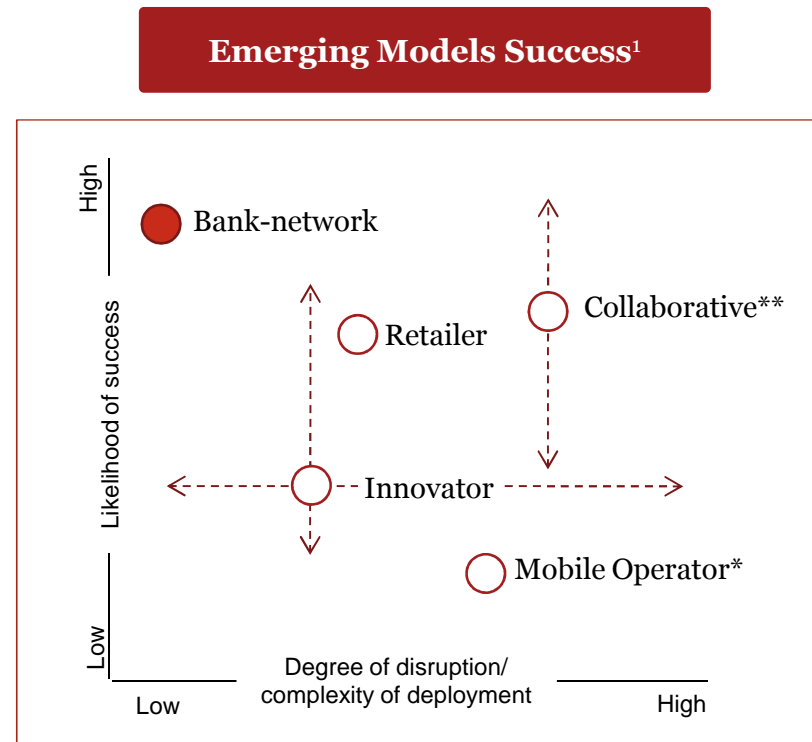 Emerging Models Success¹
High
Bank-network
Collaborative**
Retailer
Likelihood of success
Innovator
Mobile Operator*
Low
Degree of disruption/
complexity of deployment
Low
High